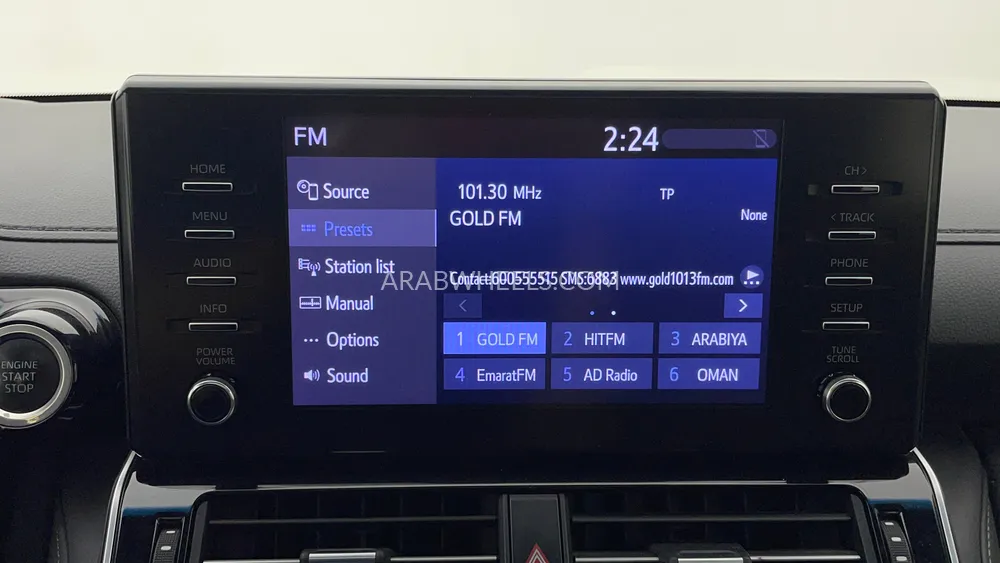 HOME
MENU
AUDIO
INFO
POWER
VOLUME
ENGINE
START
STOP
FM
2:24
Source
Presets
Station list
Manual
Options
Sound
101.30 MHz
TP
GOLD FM
None
Contact:600555515 SMS:6883 www.gold1013fm.com
ARABWHEELS.COM
1 GOLD FM
2 HITFM
3 ARABIYA
4 EmaratFM
5 AD Radio
6 OMAN
CH >
< TRACK
PHONE
SETUP
TUNE
SCROLL